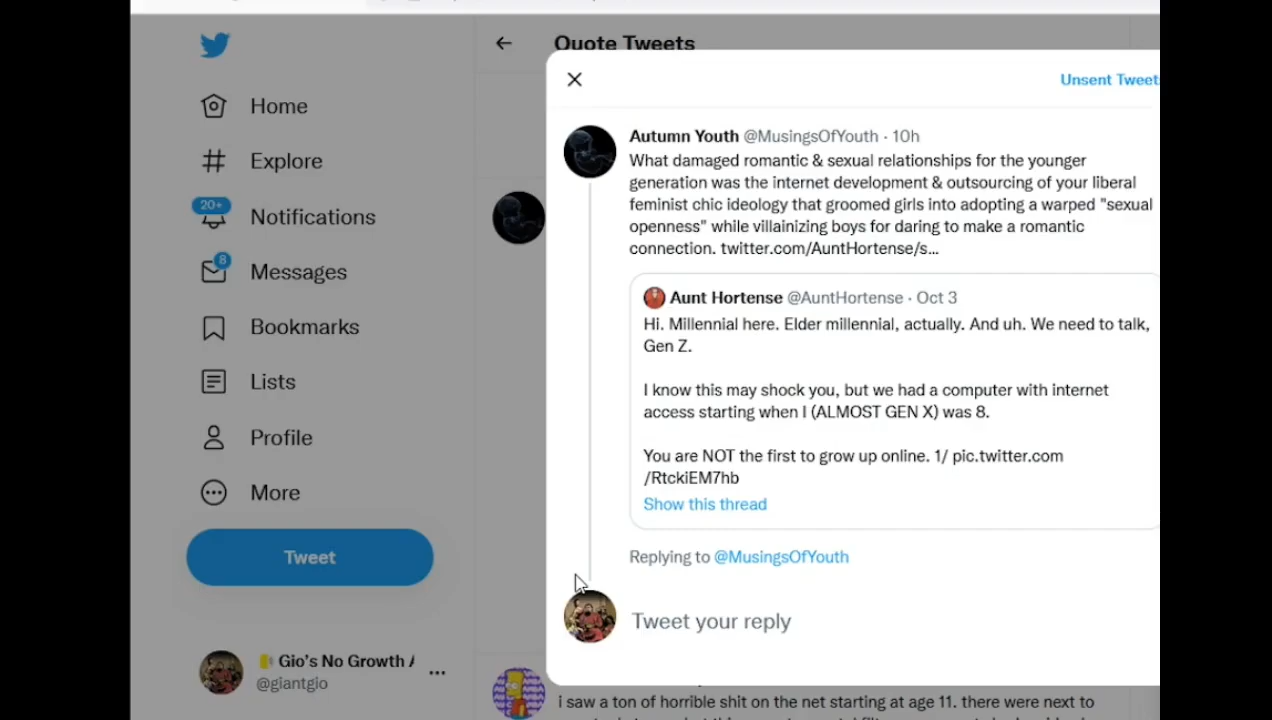 Quote Tweets
Home
Explore
20+
Notifications
8
Messages
Bookmarks
Lists
Profile
More
Tweet
Gio's No Growth
@giantgio
Unsent Tweet
Autumn Youth @MusingsOfYouth · 10h
What damaged romantic & sexual relationships for the younger
generation was the internet development & outsourcing of your liberal
feminist chic ideology that groomed girls into adopting a warped "sexual
openness" while villainizing boys for daring to make a romantic
connection. twitter.com/AuntHortense/s...
Aunt Hortense @AuntHortense · Oct 3
Hi. Millennial here. Elder millennial, actually. And uh. We need to talk,
Gen Z.
I know this may shock you, but we had a computer with internet
access starting when I (ALMOST GEN X) was 8.
You are NOT the first to grow up online. 1/ pic.twitter.com
/RtckiEM7hb
Show this thread
Replying to @MusingsOfYouth
Tweet your reply
i saw a ton of horrible shit on the net starting at age 11. there were next to